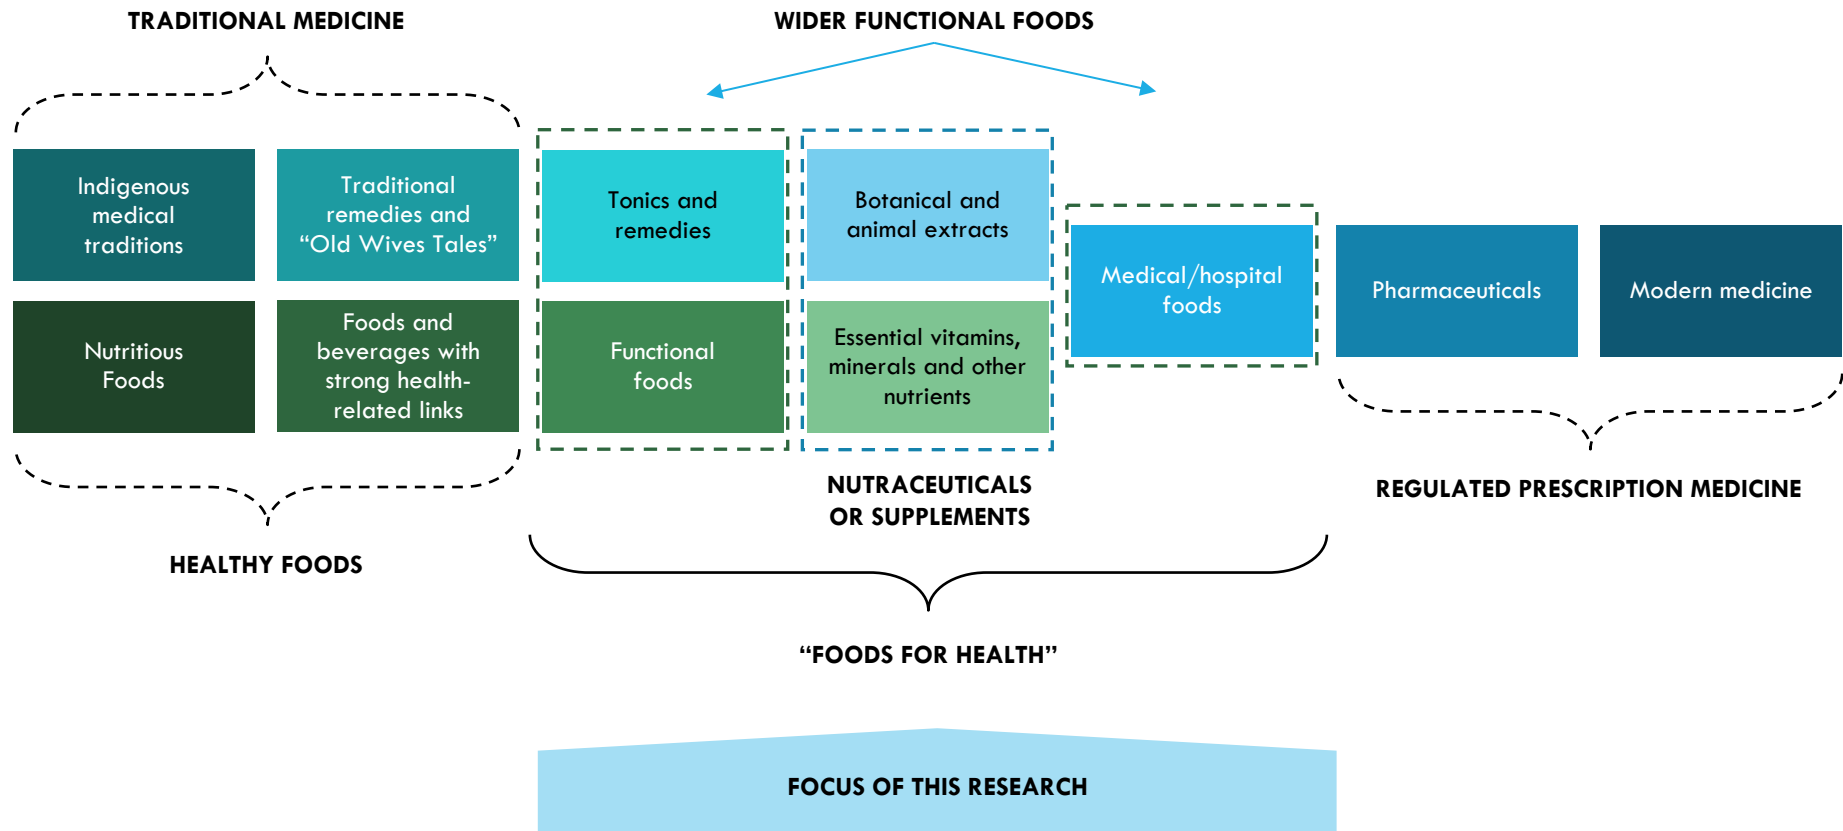 TRADITIONAL MEDICINE
WIDER FUNCTIONAL FOODS
Indigenous
medical
traditions
Traditional
remedies and
“Old Wives Tales”
Tonics and
remedies
Botanical and
animal extracts
Medical/hospital
foods
Pharmaceuticals
Modern medicine
Nutritious
Foods
Foods and
beverages with
strong health-
related links
Functional
foods
Essential vitamins,
minerals and other
nutrients
NUTRACEUTICALS
OR SUPPLEMENTS
REGULATED PRESCRIPTION MEDICINE
HEALTHY FOODS
“FOODS FOR HEALTH”
FOCUS OF THIS RESEARCH